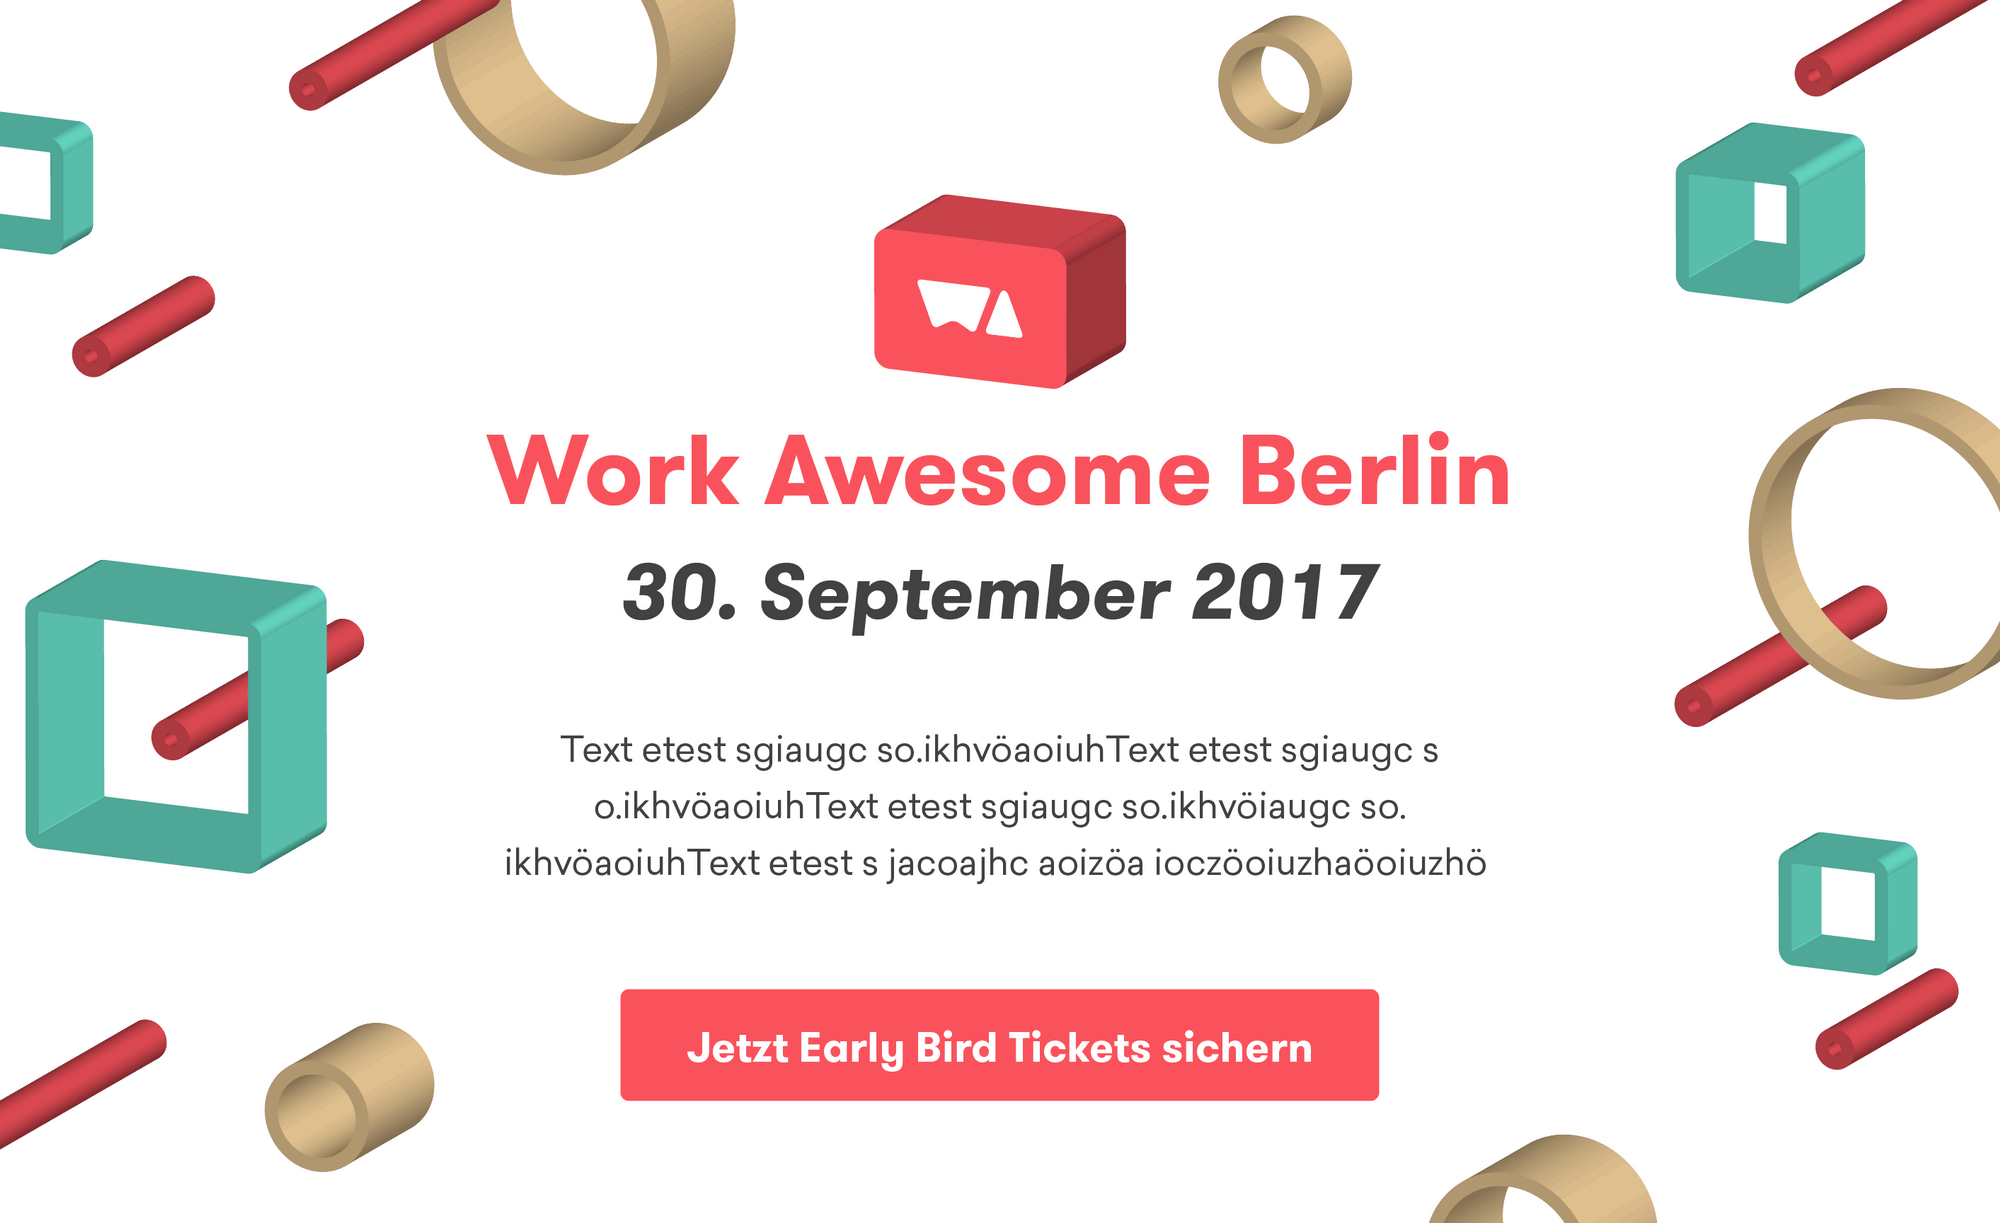 WA
Work Awesome Berlin
30. September 2017
Text etest sgiaugc so.ikhvöaoiuhText etest sgiaugc s
o.ikhvöaoiuhText etest sgiaugc so.ikhvöiaugc so.
ikhvöaoiuhText etest s jacoajhc aoizöa ioczöoiuzhaöoiuzhö
Jetzt Early Bird Tickets sichern